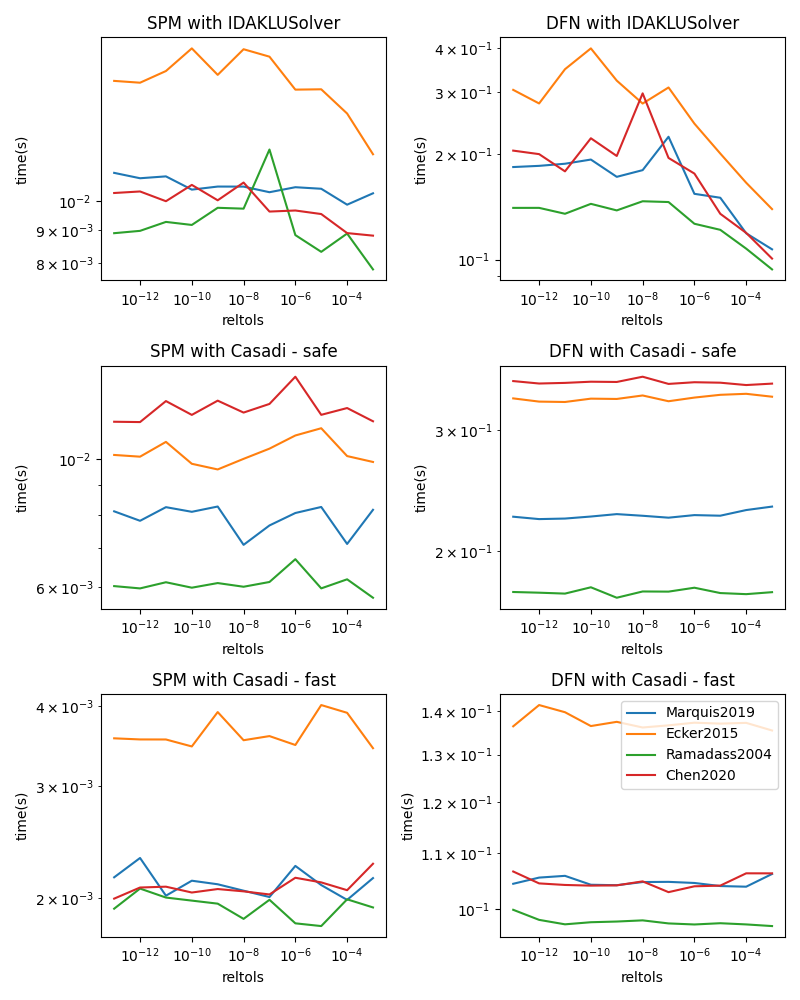 SPM with IDAKLUSolver
DFN with IDAKLUSolver
time(s)
10⁻²
9 × 10⁻³
8 × 10⁻³
10⁻¹² 10⁻¹⁰ 10⁻⁸ 10⁻⁶ 10⁻⁴
reltols
time(s)
4 × 10⁻¹
3 × 10⁻¹
2 × 10⁻¹
10⁻¹
10⁻¹² 10⁻¹⁰ 10⁻⁸ 10⁻⁶ 10⁻⁴
reltols
SPM with Casadi - safe
DFN with Casadi - safe
time(s)
10⁻²
6 × 10⁻³
10⁻¹² 10⁻¹⁰ 10⁻⁸ 10⁻⁶ 10⁻⁴
reltols
time(s)
3 × 10⁻¹
2 × 10⁻¹
10⁻¹² 10⁻¹⁰ 10⁻⁸ 10⁻⁶ 10⁻⁴
reltols
SPM with Casadi - fast
DFN with Casadi - fast
time(s)
4 × 10⁻³
3 × 10⁻³
2 × 10⁻³
10⁻¹² 10⁻¹⁰ 10⁻⁸ 10⁻⁶ 10⁻⁴
reltols
time(s)
1.4 × 10⁻¹
1.3 × 10⁻¹
1.2 × 10⁻¹
1.1 × 10⁻¹
10⁻¹
Marquis2019
Ecker2015
Ramadass2004
Chen2020
10⁻¹² 10⁻¹⁰ 10⁻⁸ 10⁻⁶ 10⁻⁴
reltols